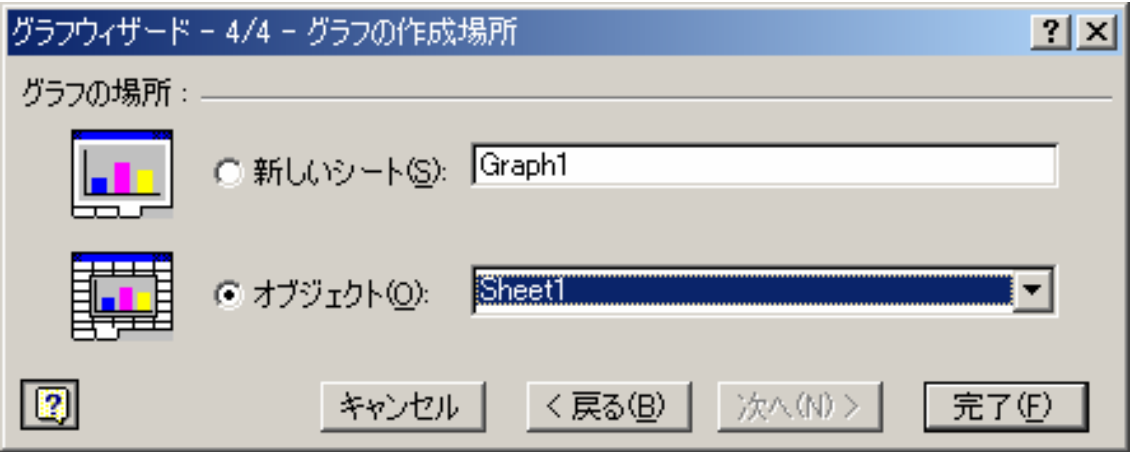 グラフウィザード - 4/4 - グラフの作成場所
グラフの場所 :
新しいシート(S): Graph1
オブジェクト(O): Sheet1
キャンセル < 戻る(B) 次へ(N) > 完了(F)